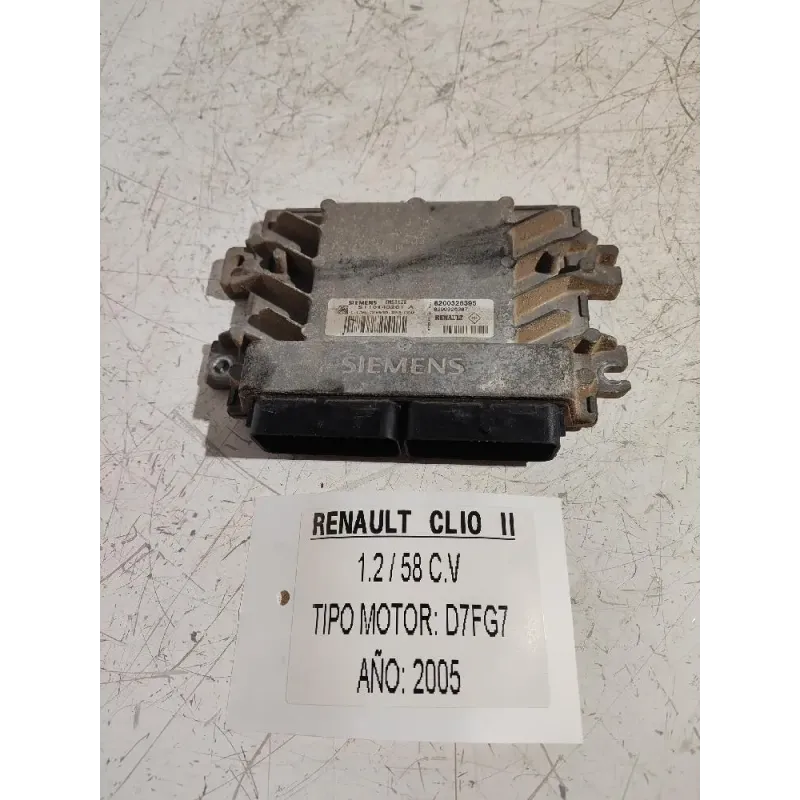 SIEMENS
8200326395
RENAULT
SIEMENS
RENAULT CLIO II
1.2 / 58 C.V
TIPO MOTOR: D7FG7
AÑO: 2005